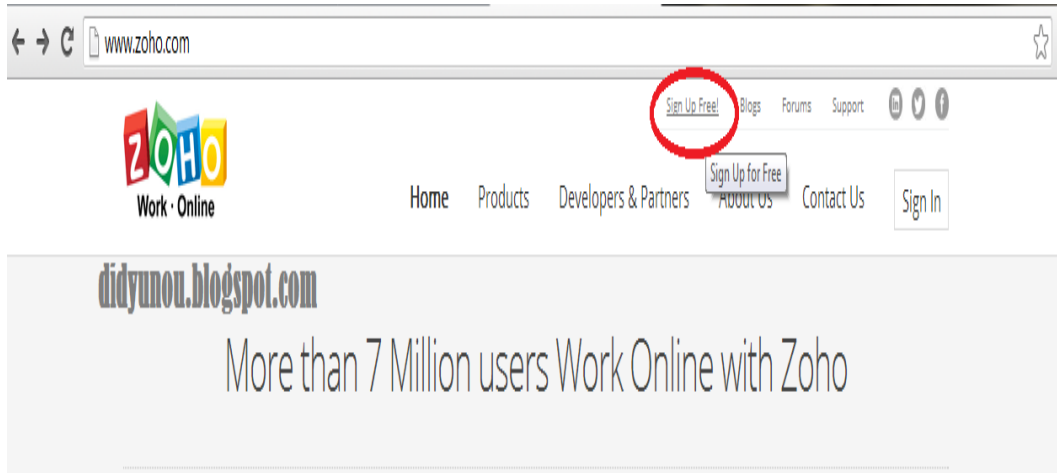 www.zoho.com
Sign Up Free! Blogs Forums Support in f
ZOHO
Work · Online
Sign Up for Free
Home Products Developers & Partners About Us Contact Us Sign In
didyunou.blogspot.com
More than 7 Million users Work Online with Zoho